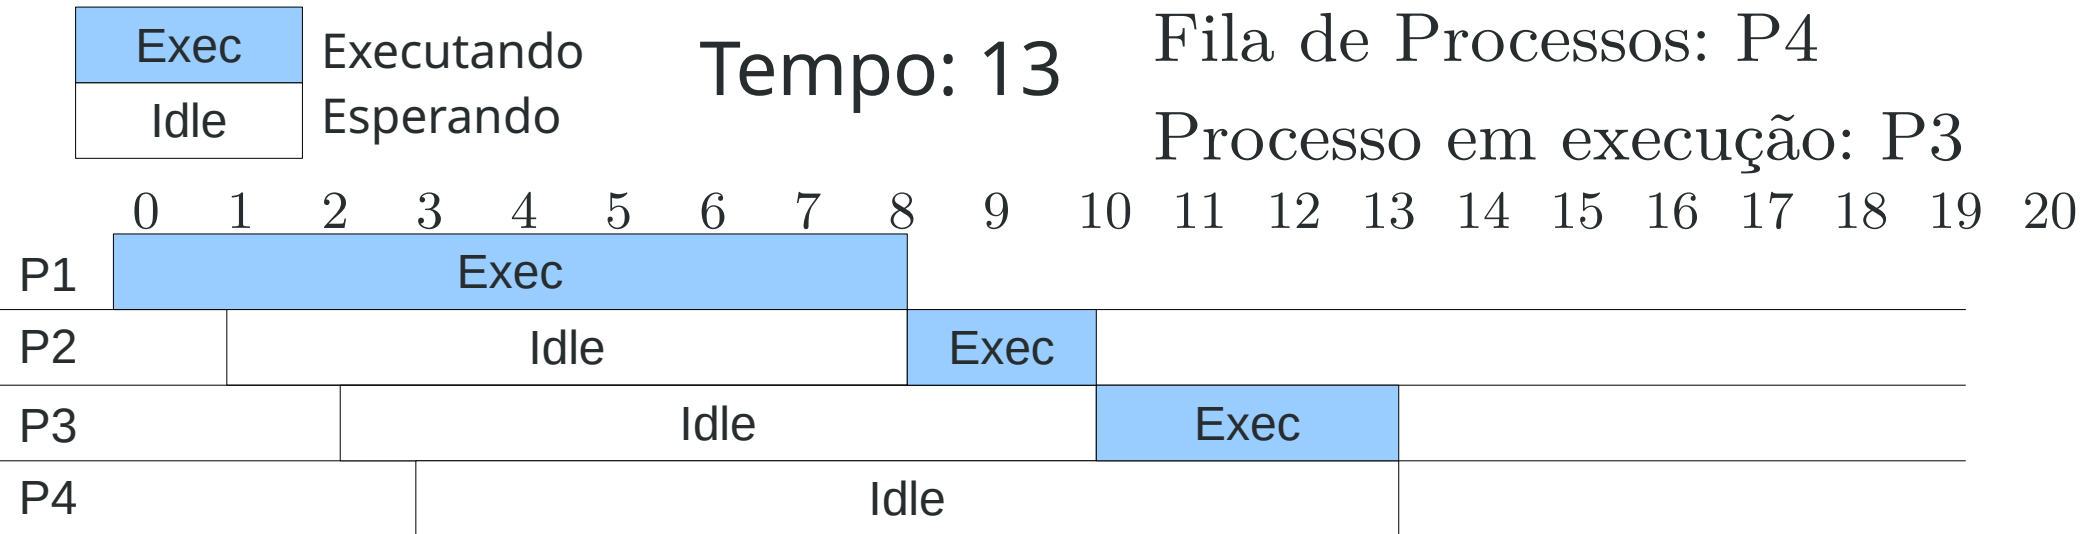 Exec Executando
Idle Esperando
Tempo: 13
Fila de Processos: P4
Processo em execução: P3
0 1 2 3 4 5 6 7 8 9 10 11 12 13 14 15 16 17 18 19 20
P1 Exec
P2 Idle Exec
P3 Idle Exec
P4 Idle